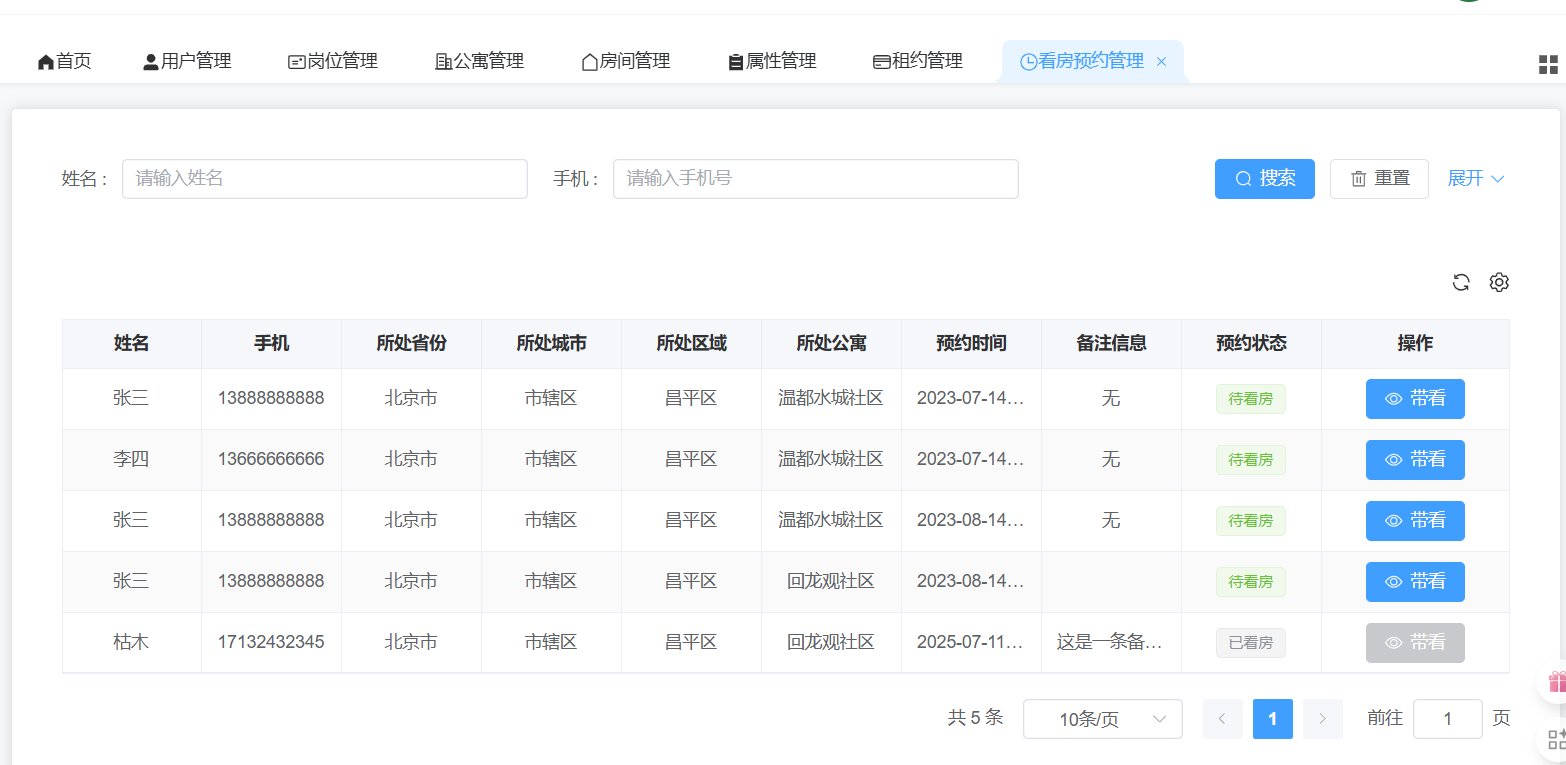 首页 用户管理 岗位管理 公寓管理 房间管理 属性管理 租约管理 看房预约管理
姓名： 请输入姓名 手机： 请输入手机号 搜索 重置 展开
姓名 手机 所处省份 所处城市 所处区域 所处公寓 预约时间 备注信息 预约状态 操作
张三 13888888888 北京市 市辖区 昌平区 温都水城社区 2023-07-14... 无 待看房 带看
李四 13666666666 北京市 市辖区 昌平区 温都水城社区 2023-07-14... 无 待看房 带看
张三 13888888888 北京市 市辖区 昌平区 温都水城社区 2023-08-14... 无 待看房 带看
张三 13888888888 北京市 市辖区 昌平区 回龙观社区 2023-08-14... 待看房 带看
枯木 17132432345 北京市 市辖区 昌平区 回龙观社区 2025-07-11... 这是一条备... 已看房 带看
共 5 条 10条/页 1 前往 1 页